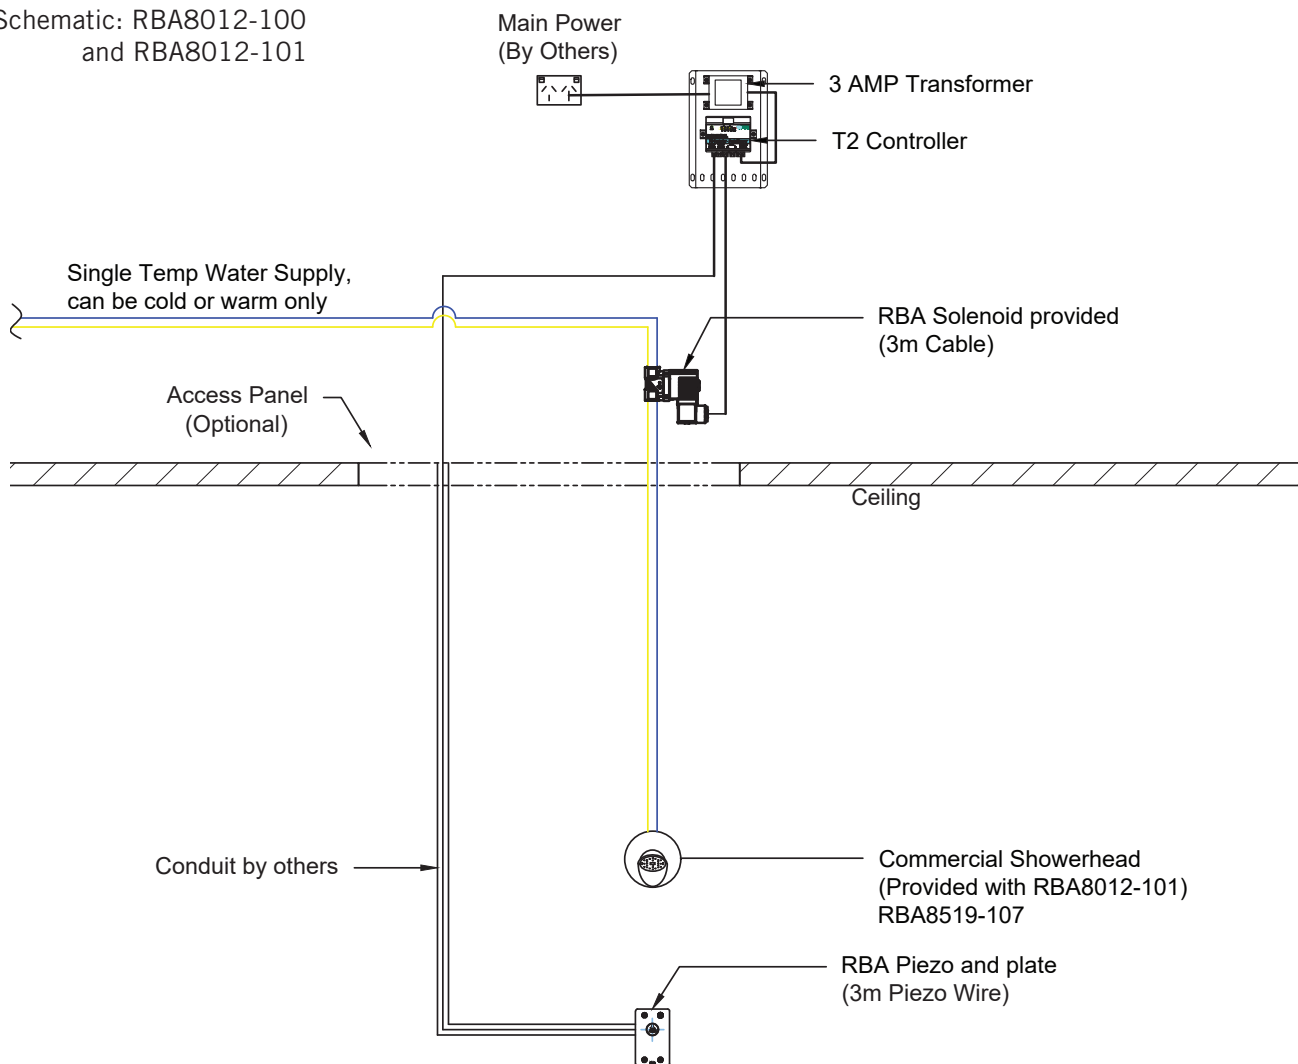 Schematic: RBA8012-100
and RBA8012-101
Main Power
(By Others)
3 AMP Transformer
T2 Controller
Single Temp Water Supply,
can be cold or warm only
RBA Solenoid provided
(3m Cable)
Access Panel
(Optional)
Ceiling
Conduit by others
Commercial Showerhead
(Provided with RBA8012-101)
RBA8519-107
RBA Piezo and plate
(3m Piezo Wire)